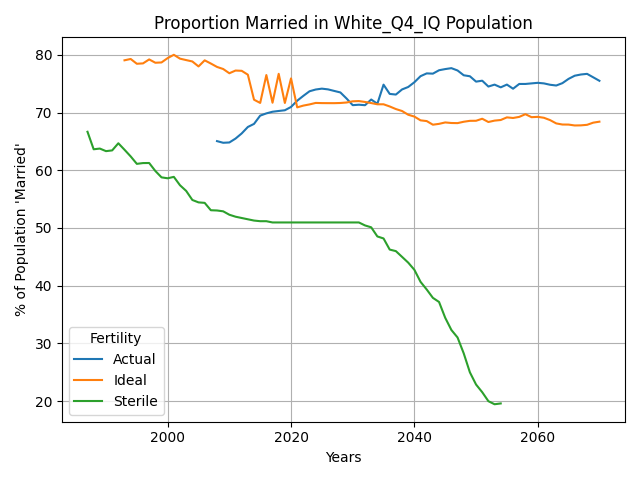 Proportion Married in White_Q4_IQ Population
% of Population 'Married'
80
70
60
50
40
30
20
Fertility
Actual
Ideal
Sterile
2000 2020 2040 2060
Years